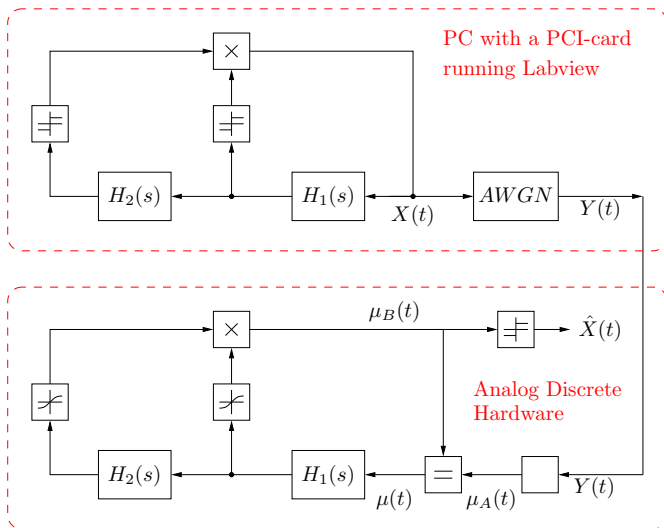 PC with a PCI-card
running Labview
×
H₂(s)
H₁(s)
AWGN
X(t)
Y(t)
μ_B(t)
×
X̂(t)
Analog Discrete
Hardware
H₂(s)
H₁(s)
=
μ(t)
μ_A(t)
Y(t)